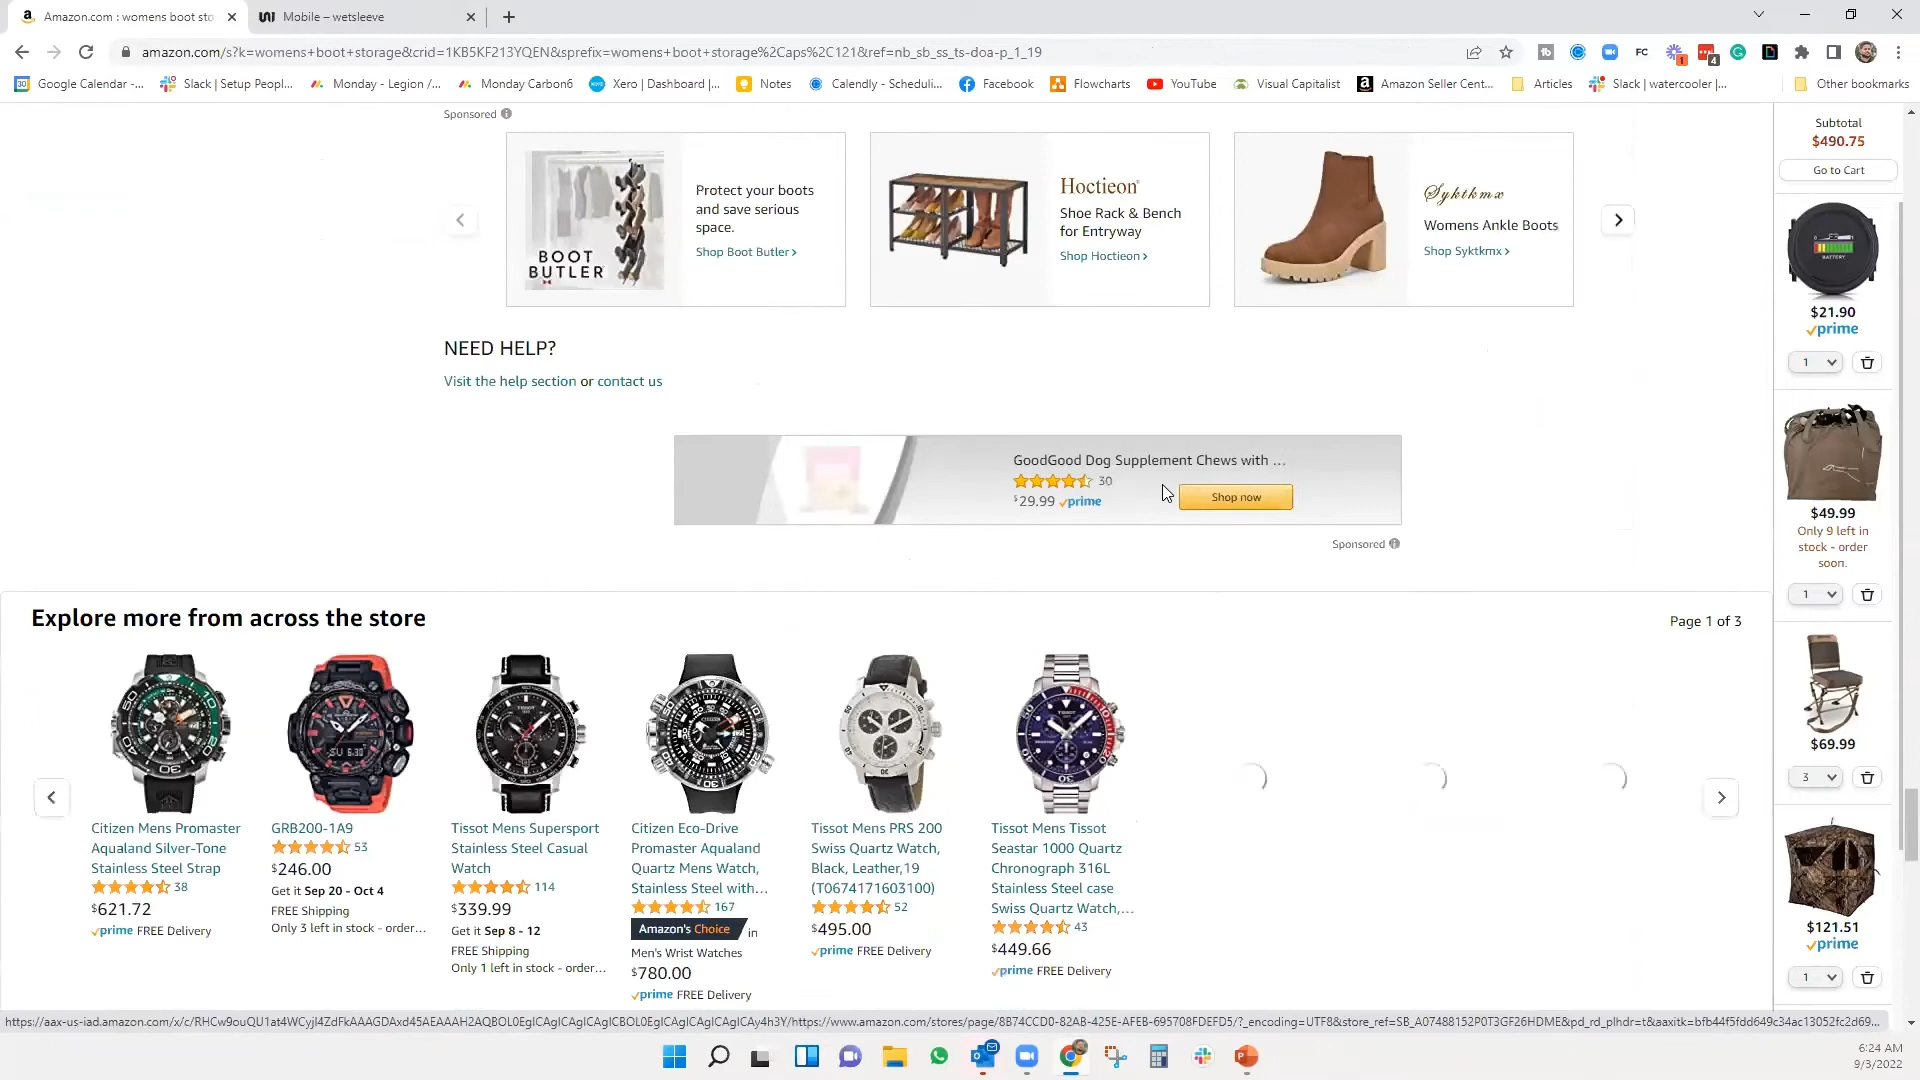 Amazon.com : womens boot sto
Mobile – wetsleeve
amazon.com/s?k=womens+boot+storage&crid=1KB5KF213YQEN&sprefix=womens+boot+storage%2Caps%2C121&ref=nb_sb_ss_ts-doa-p_1_19
Google Calendar -...
Slack | Setup Peopl...
Monday - Legion /...
Monday Carbon6
Xero | Dashboard |...
Notes
Calendly - Scheduli...
Facebook
Flowcharts
YouTube
Visual Capitalist
Amazon Seller Cent...
Articles
Slack | watercooler |...
Other bookmarks
Sponsored
BOOT
BUTLER
Protect your boots
and save serious
space.
Shop Boot Butler ›
Hoctieon
Shoe Rack & Bench
for Entryway
Shop Hoctieon ›
Syktkmx
Womens Ankle Boots
Shop Syktkmx ›
NEED HELP?
Visit the help section or contact us
GoodGood Dog Supplement Chews with ...
30
$29.99 prime
Shop now
Sponsored
Explore more from across the store
Page 1 of 3
Citizen Mens Promaster
Aqualand Silver-Tone
Stainless Steel Strap
38
$621.72
prime FREE Delivery
GRB200-1A9
53
$246.00
Get it Sep 20 - Oct 4
FREE Shipping
Only 3 left in stock - order...
Tissot Mens Supersport
Stainless Steel Casual
Watch
114
$339.99
Get it Sep 8 - 12
FREE Shipping
Only 1 left in stock - order...
Citizen Eco-Drive
Promaster Aqualand
Quartz Mens Watch,
Stainless Steel with...
167
Amazon's Choice in
Men's Wrist Watches
$780.00
prime FREE Delivery
Tissot Mens PRS 200
Swiss Quartz Watch,
Black, Leather,19
(T0674171603100)
52
$495.00
prime FREE Delivery
Tissot Mens Tissot
Seastar 1000 Quartz
Chronograph 316L
Stainless Steel case
Swiss Quartz Watch,...
43
$449.66
prime FREE Delivery
Subtotal
$490.75
Go to Cart
BATTERY
$21.90
prime
1
$49.99
Only 9 left in
stock - order
soon.
1
$69.99
3
$121.51
prime
1
6:24 AM
9/3/2022